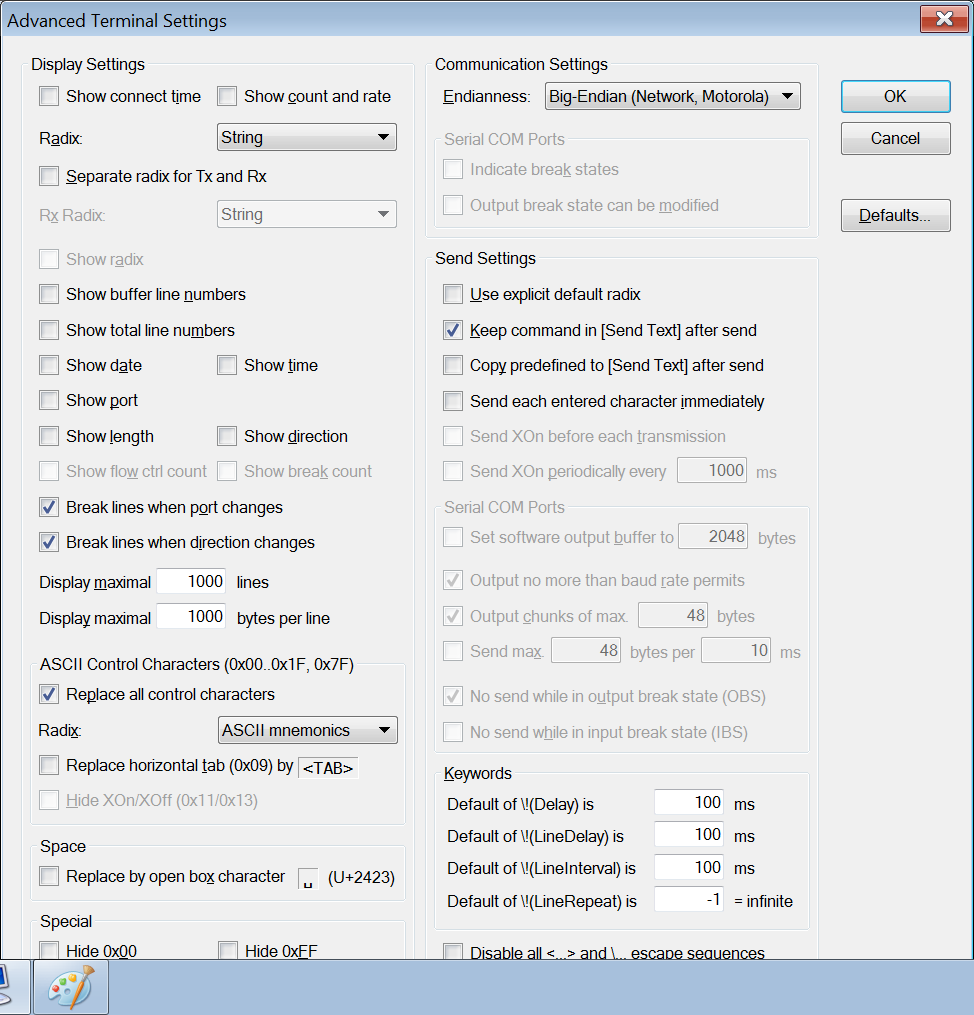 Advanced Terminal Settings
Display Settings
Show connect time Show count and rate
Radix: String
Separate radix for Tx and Rx
Rx Radix: String
Show radix
Show buffer line numbers
Show total line numbers
Show date Show time
Show port
Show length Show direction
Show flow ctrl count Show break count
Break lines when port changes
Break lines when direction changes
Display maximal 1000 lines
Display maximal 1000 bytes per line
ASCII Control Characters (0x00..0x1F, 0x7F)
Replace all control characters
Radix: ASCII mnemonics
Replace horizontal tab (0x09) by <TAB>
Hide XOn/XOff (0x11/0x13)
Space
Replace by open box character ␣ (U+2423)
Special
Hide 0x00 Hide 0xFF
Communication Settings
Endianness: Big-Endian (Network, Motorola)
Serial COM Ports
Indicate break states
Output break state can be modified
Send Settings
Use explicit default radix
Keep command in [Send Text] after send
Copy predefined to [Send Text] after send
Send each entered character immediately
Send XOn before each transmission
Send XOn periodically every 1000 ms
Serial COM Ports
Set software output buffer to 2048 bytes
Output no more than baud rate permits
Output chunks of max. 48 bytes
Send max. 48 bytes per 10 ms
No send while in output break state (OBS)
No send while in input break state (IBS)
Keywords
Default of \!(Delay) is 100 ms
Default of \!(LineDelay) is 100 ms
Default of \!(LineInterval) is 100 ms
Default of \!(LineRepeat) is -1 = infinite
Disable all <...> and \... escape sequences
OK
Cancel
Defaults...